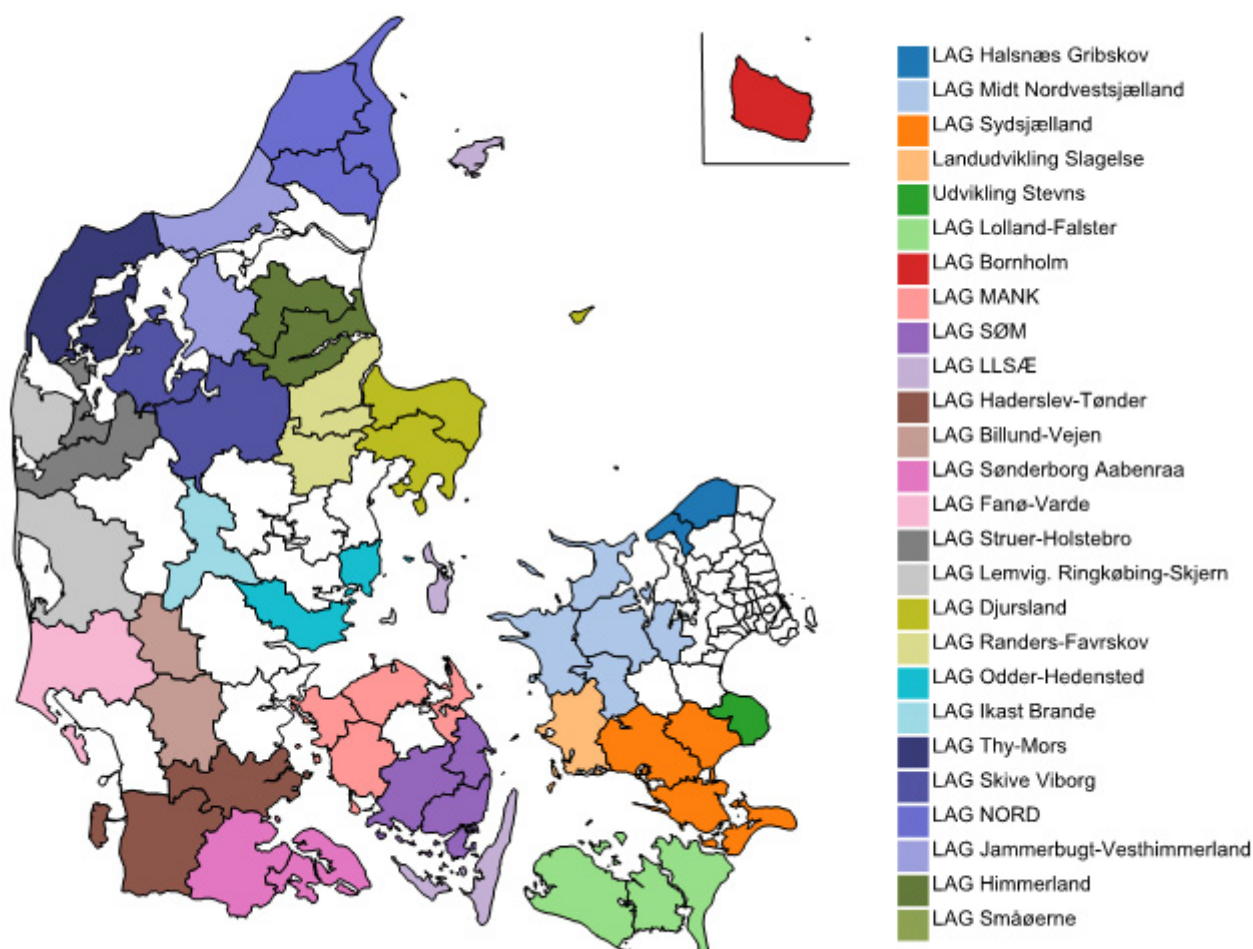 LAG Halsnæs Gribskov
LAG Midt Nordvestsjælland
LAG Sydsjælland
Landudvikling Slagelse
Udvikling Stevns
LAG Lolland-Falster
LAG Bornholm
LAG MANK
LAG SØM
LAG LLSÆ
LAG Haderslev-Tønder
LAG Billund-Vejen
LAG Sønderborg Aabenraa
LAG Fanø-Varde
LAG Struer-Holstebro
LAG Lemvig. Ringkøbing-Skjern
LAG Djursland
LAG Randers-Favrskov
LAG Odder-Hedensted
LAG Ikast Brande
LAG Thy-Mors
LAG Skive Viborg
LAG NORD
LAG Jammerbugt-Vesthimmerland
LAG Himmerland
LAG Småøerne